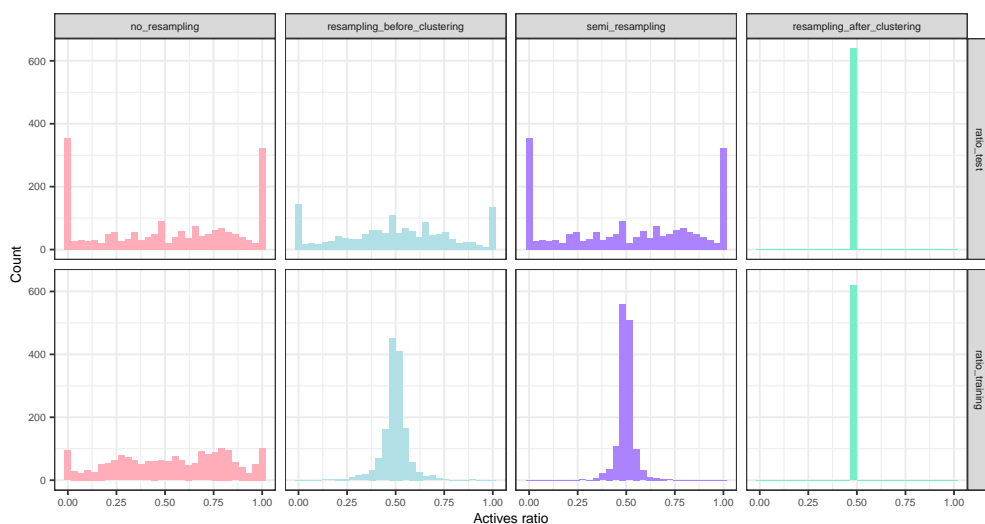 no_resampling
resampling_before_clustering
semi_resampling
resampling_after_clustering
600
400
200
0
ratio_test
Count
600
400
200
0
ratio_training
0.00 0.25 0.50 0.75 1.00
0.00 0.25 0.50 0.75 1.00
0.00 0.25 0.50 0.75 1.00
0.00 0.25 0.50 0.75 1.00
Actives ratio